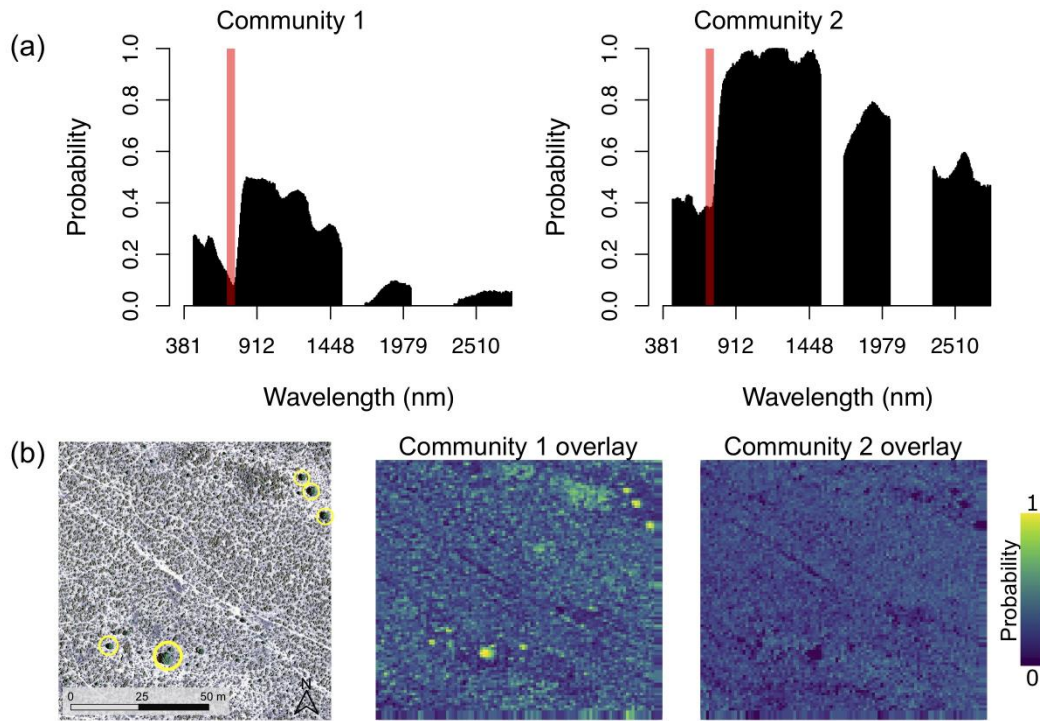 (a)
Community 1
Community 2
Probability
0.0 0.2 0.4 0.6 0.8 1.0
381 912 1448 1979 2510
Wavelength (nm)
Probability
0.0 0.2 0.4 0.6 0.8 1.0
381 912 1448 1979 2510
Wavelength (nm)
(b)
Community 1 overlay
Community 2 overlay
0 25 50 m
N
1
Probability
0